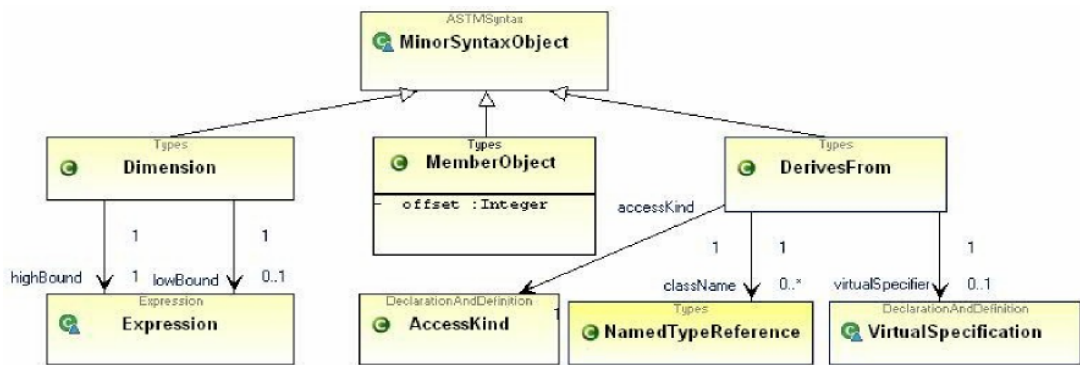 ASTMSyntax
MinorSyntaxObject
Types
Dimension
Types
MemberObject
- offset :Integer
Types
DerivesFrom
accessKind
1
1
1
1
1
1
highBound
1
lowBound
0..1
className
0..*
virtualSpecifier
0..1
Expression
Expression
DeclarationAndDefinition
AccessKind
1
Types
NamedTypeReference
DeclarationAndDefinition
VirtualSpecification